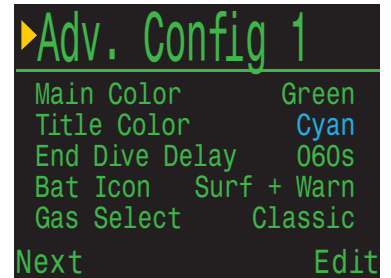 Adv. Config 1
Main Color Green
Title Color Cyan
End Dive Delay 060s
Bat Icon Surf + Warn
Gas Select Classic
Next Edit